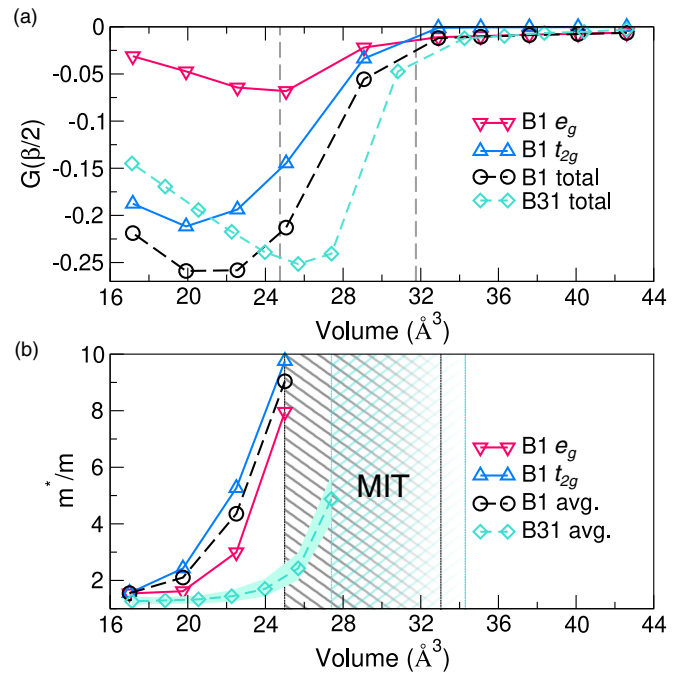 (a)
0
-0.05
-0.1
-0.15
-0.2
-0.25
G(β/2)
B1 e_g
B1 t_2g
B1 total
B31 total
16 20 24 28 32 36 40 44
Volume (Å^3)
(b)
10
8
6
4
2
m^*/m
MIT
B1 e_g
B1 t_2g
B1 avg.
B31 avg.
16 20 24 28 32 36 40 44
Volume (Å^3)